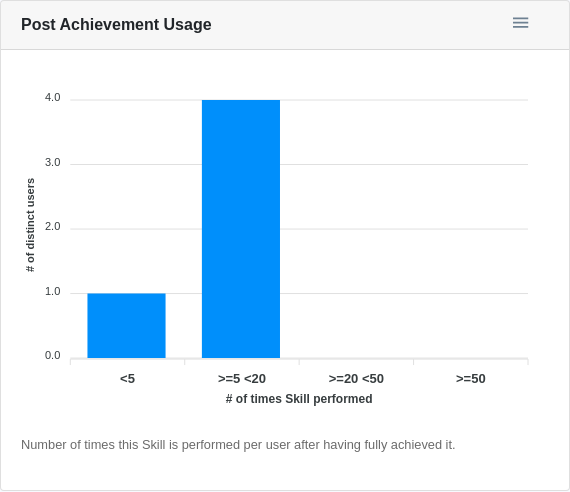 Post Achievement Usage
4.0
3.0
2.0
1.0
0.0
# of distinct users
<5
>=5 <20
>=20 <50
>=50
# of times Skill performed
Number of times this Skill is performed per user after having fully achieved it.